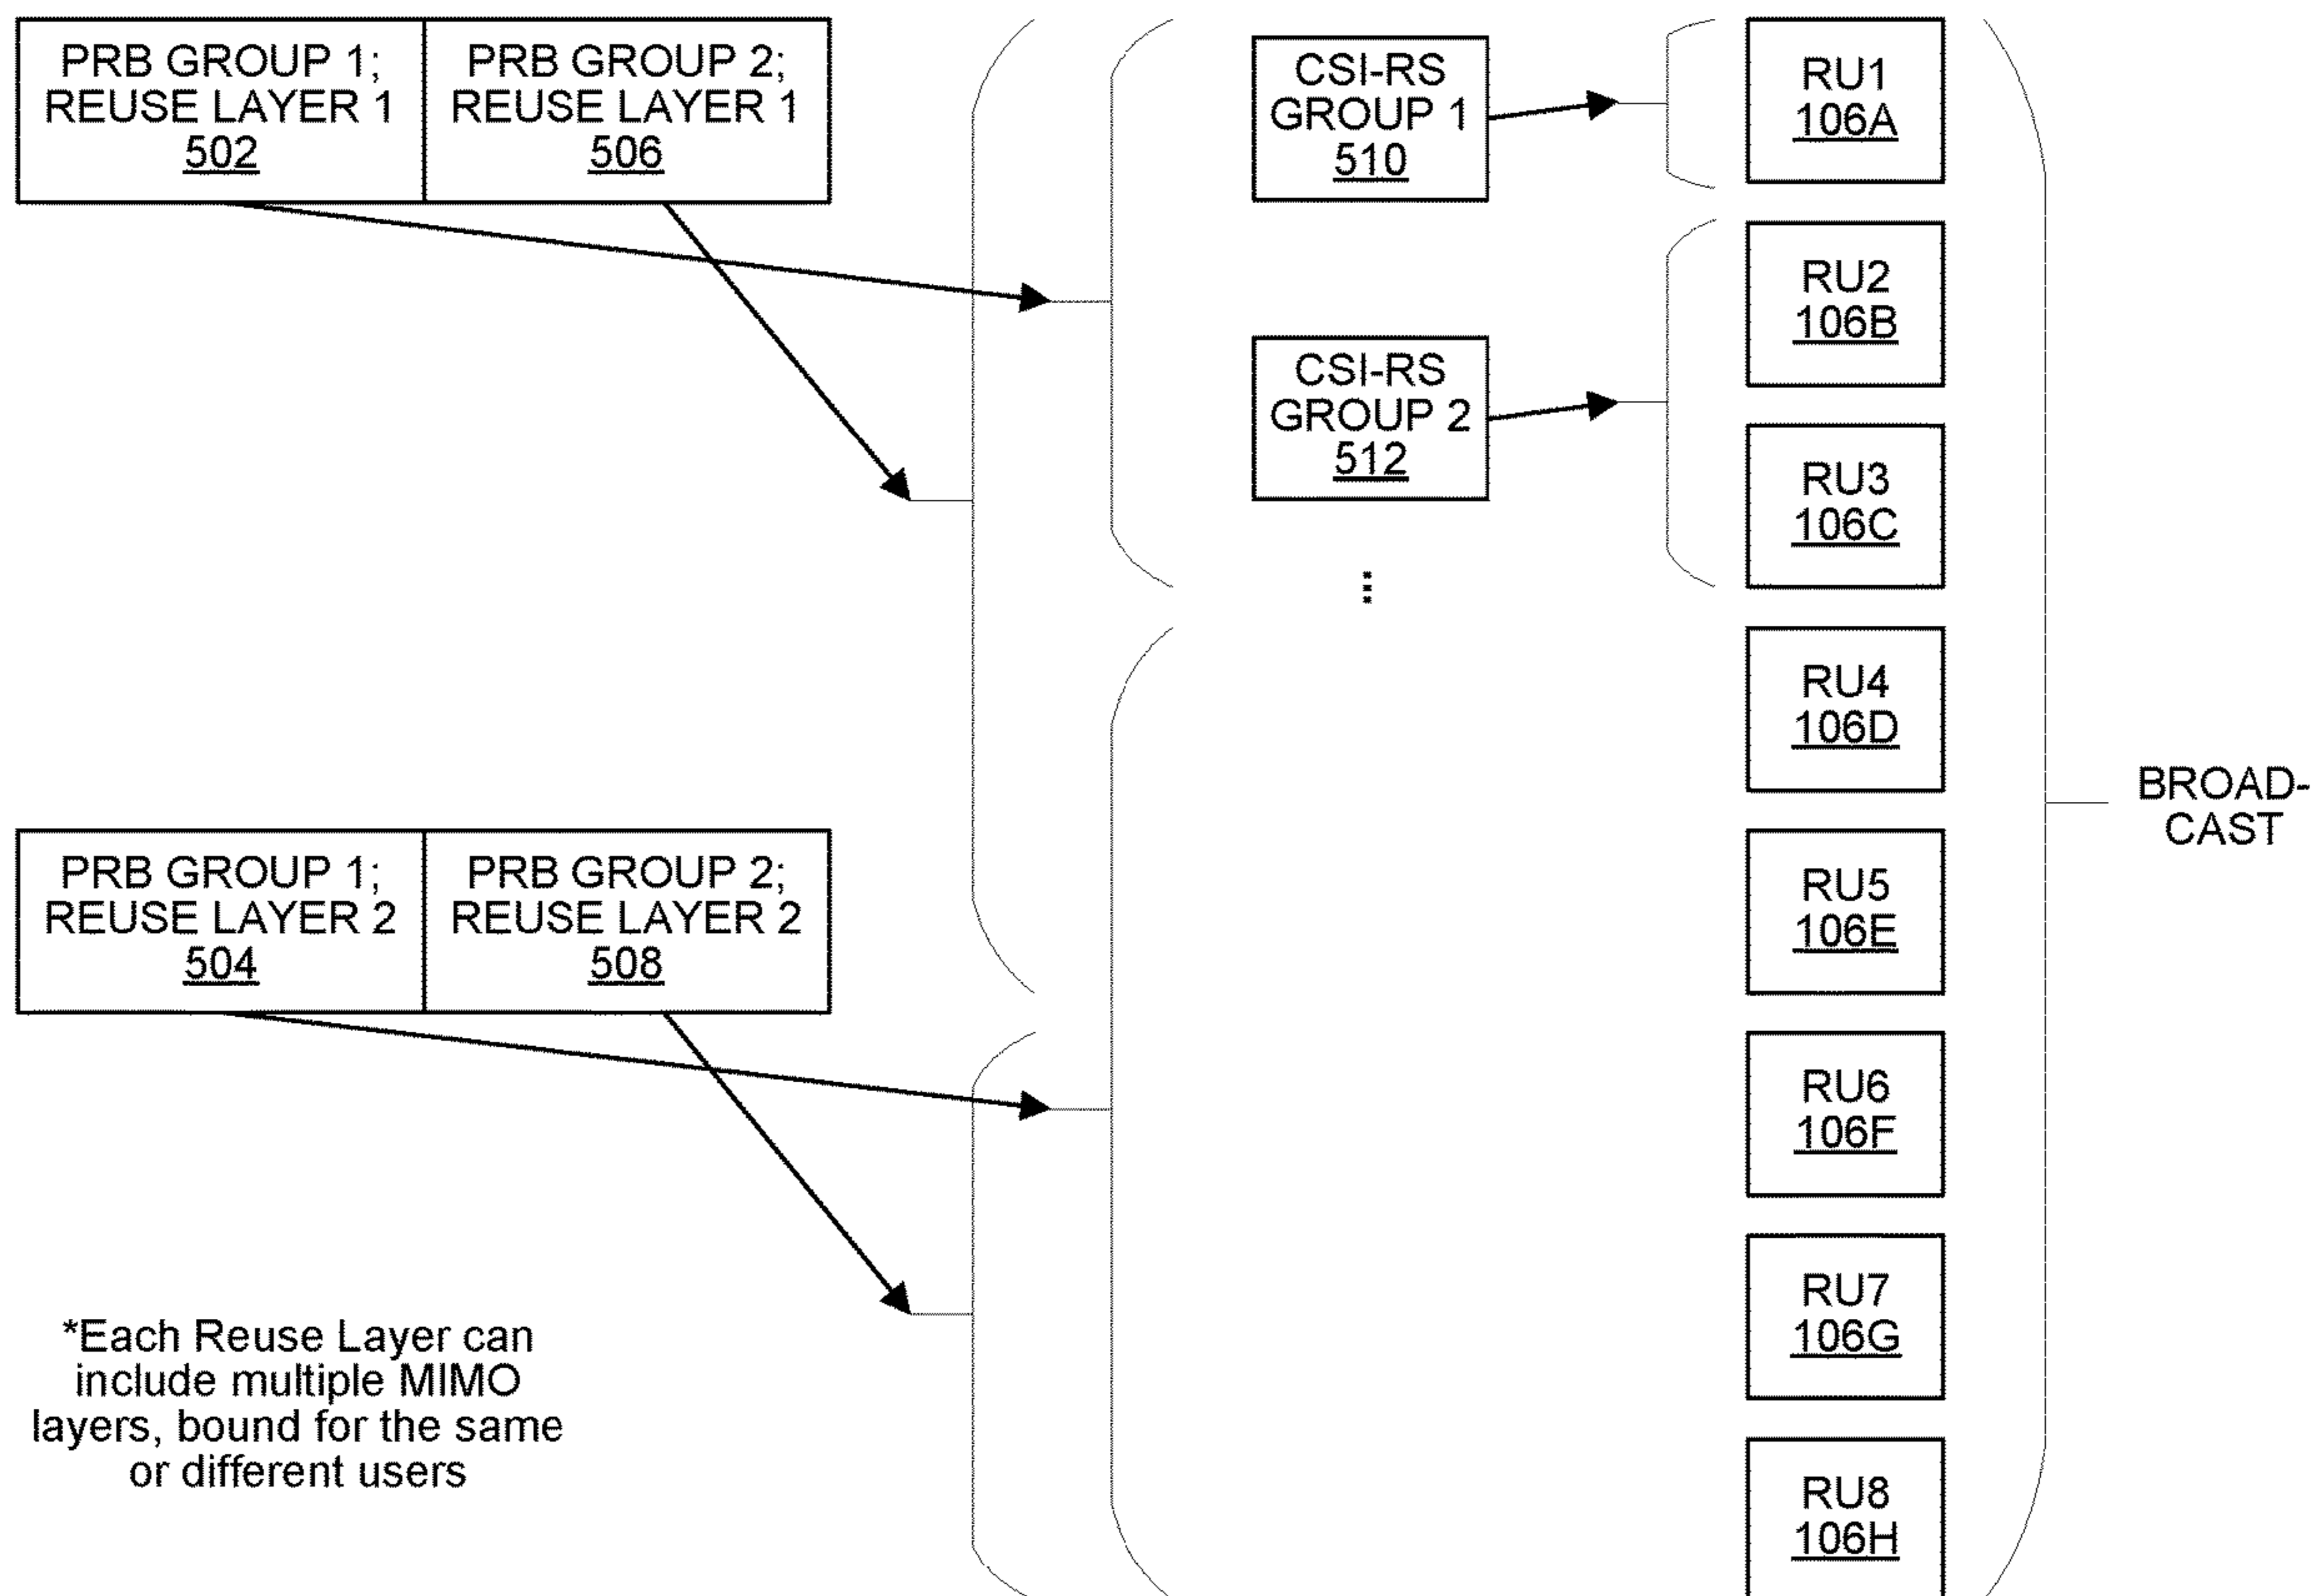 PRB GROUP 1;
REUSE LAYER 1
502
PRB GROUP 2;
REUSE LAYER 1
506
CSI-RS
GROUP 1
510
RU1
106A
RU2
106B
CSI-RS
GROUP 2
512
RU3
106C
...
RU4
106D
BROAD-
CAST
PRB GROUP 1;
REUSE LAYER 2
504
PRB GROUP 2;
REUSE LAYER 2
508
RU5
106E
RU6
106F
RU7
106G
*Each Reuse Layer can
include multiple MIMO
layers, bound for the same
or different users
RU8
106H